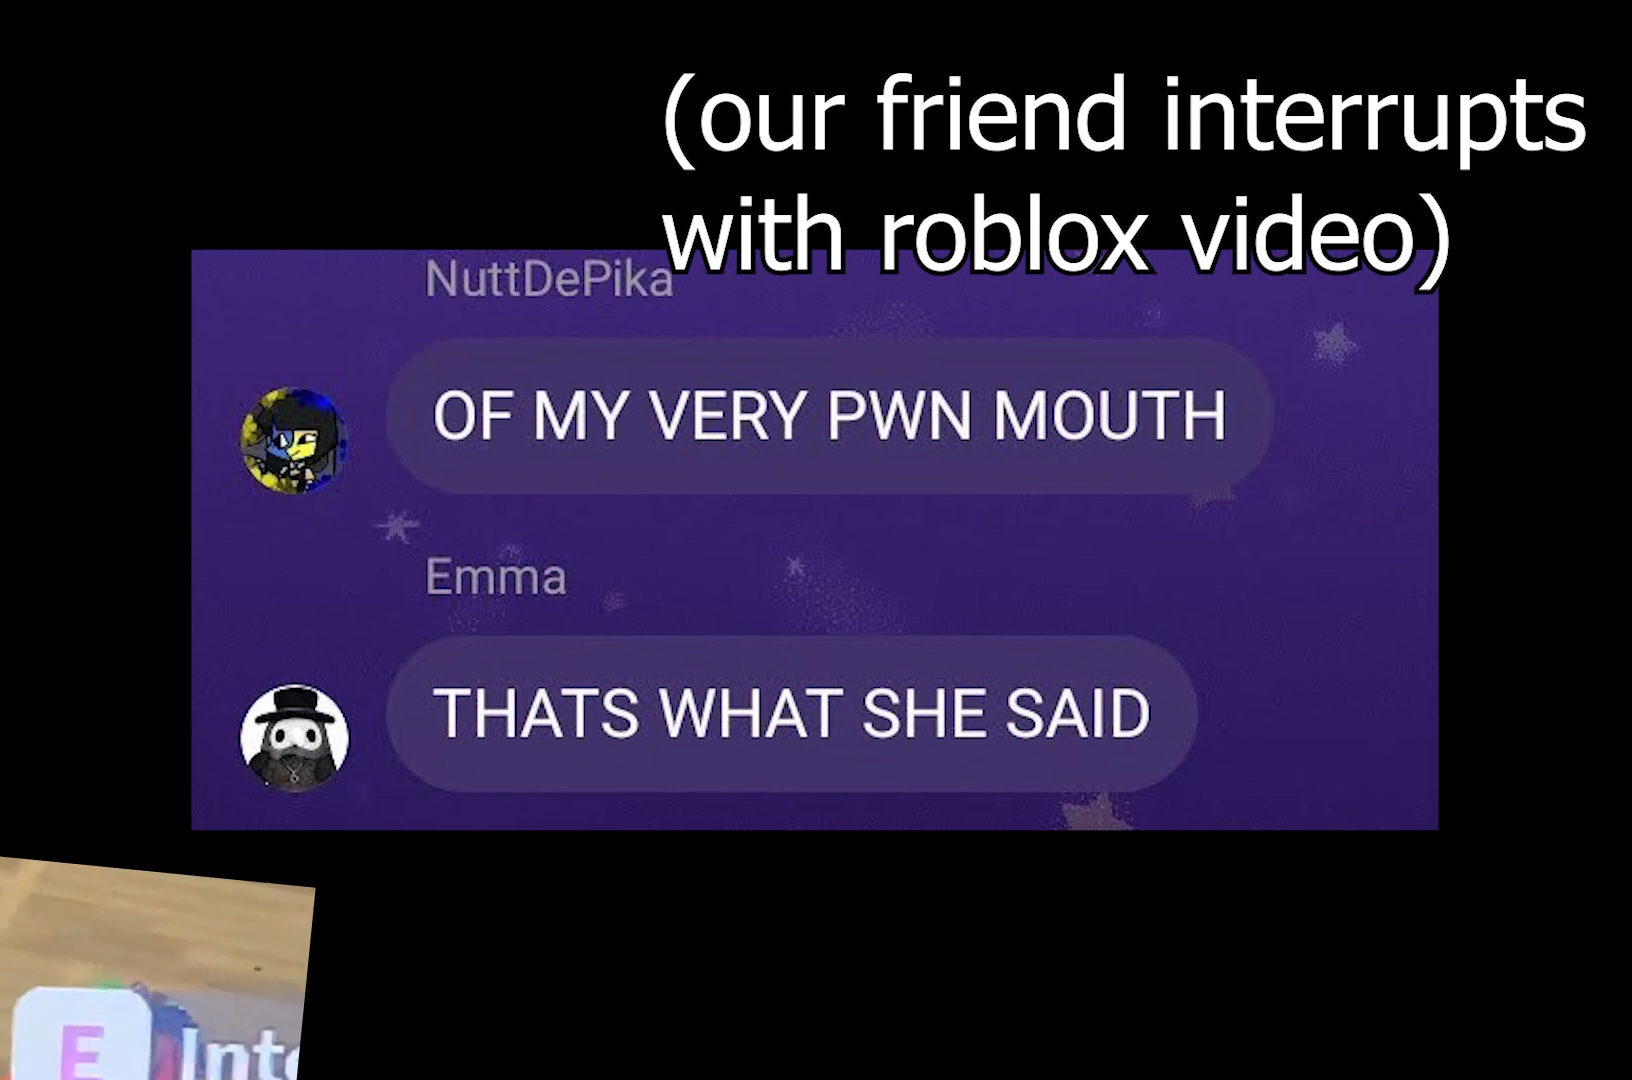 (our friend interrupts
with roblox video)
NuttDePika
OF MY VERY PWN MOUTH
Emma
THATS WHAT SHE SAID
E